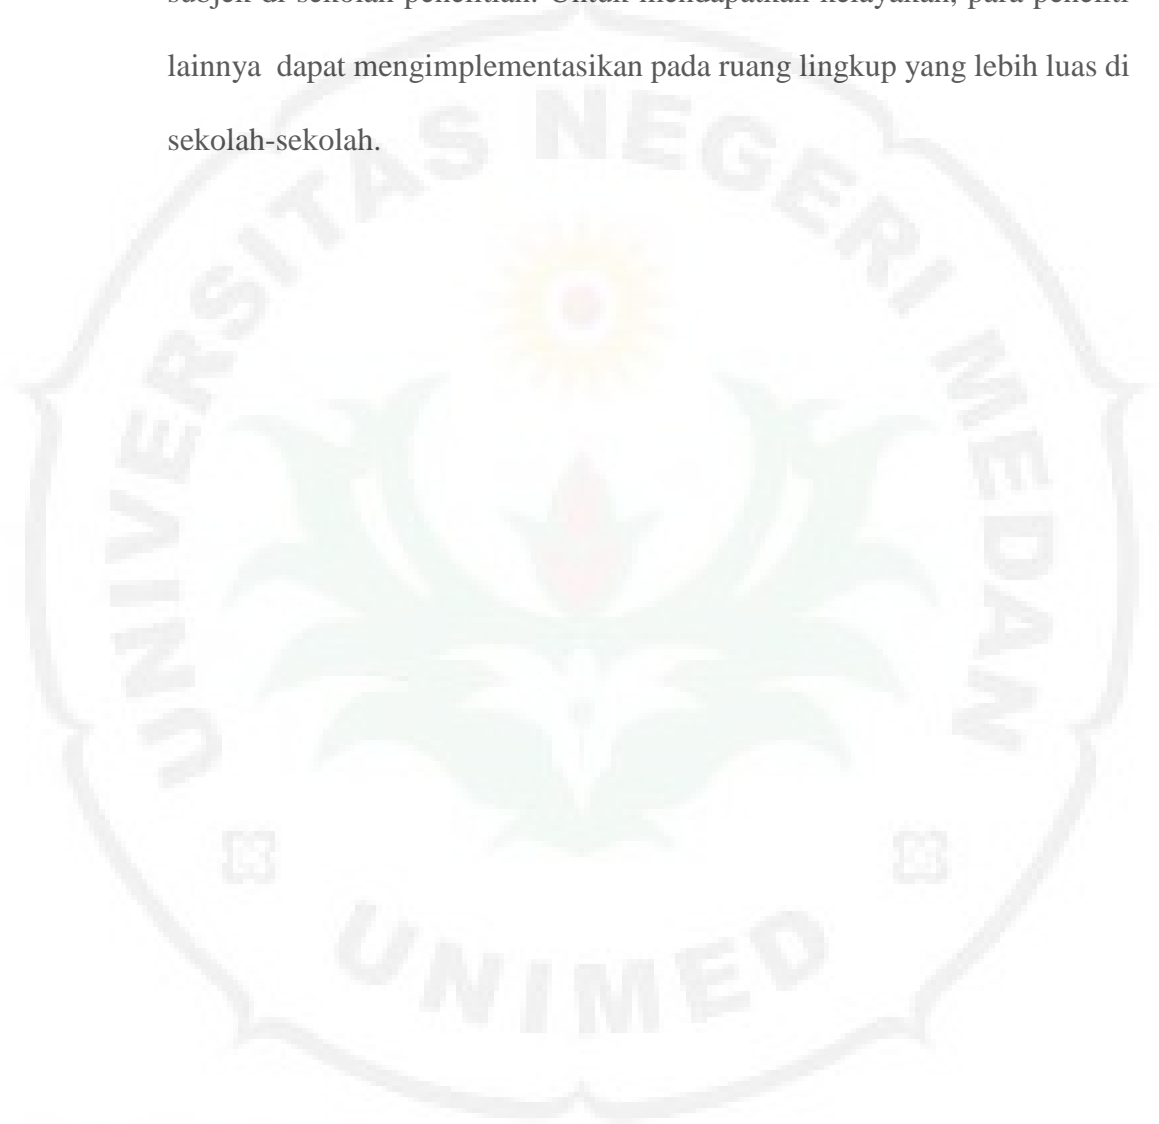 subjek di sekolah penelitian. Untuk mendapatkan kelayakan, para peneliti
lainnya  dapat mengimplementasikan pada ruang lingkup yang lebih luas di
sekolah-sekolah.
UNIVERSITAS NEGERI MEDAN
UNIMED